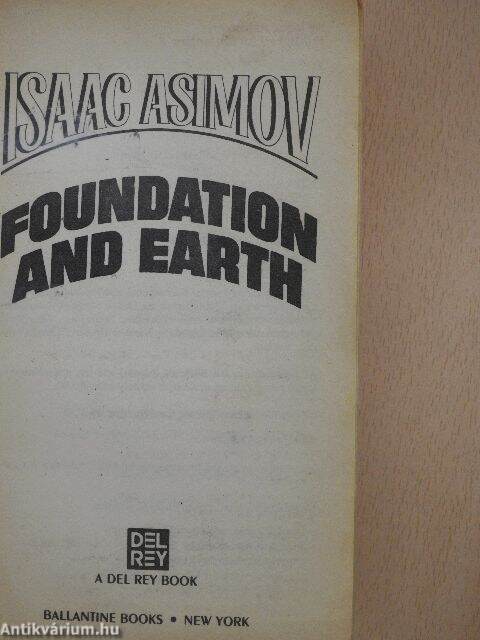 ISAAC ASIMOV
FOUNDATION
AND EARTH
DEL
REY
A DEL REY BOOK
BALLANTINE BOOKS • NEW YORK
Antikvárium.hu